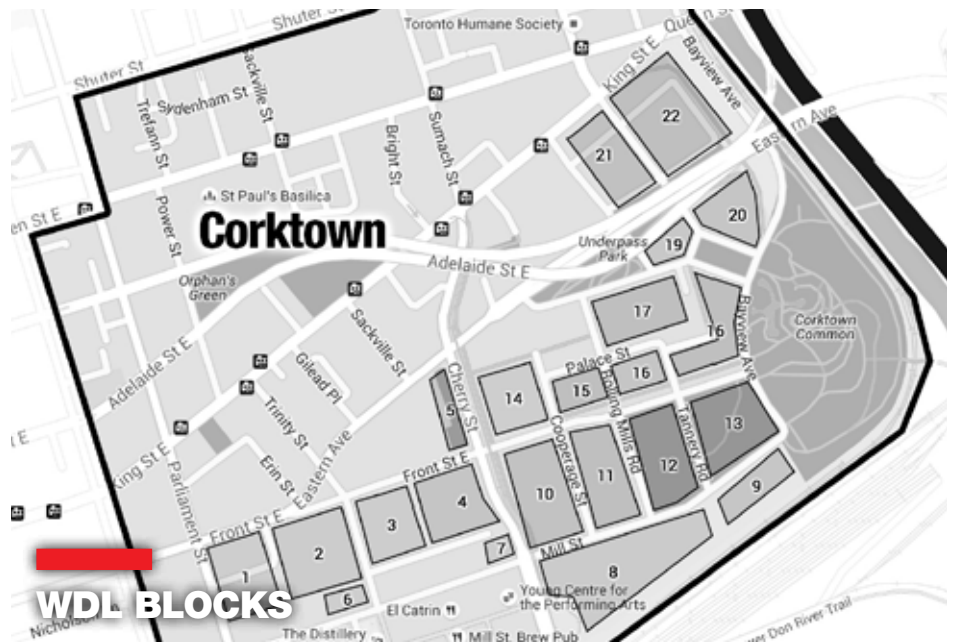 Shuter St
Shuter St
Toronto Humane Society
Queen St E
Sackville St
Sydenham St
Trefann St
King St E
Bayview Ave
Eastern Ave
22
21
Bright St
Sumach St
St Paul's Basilica
Power St
en St E
Corktown
20
Underpass
Park
19
Adelaide St E
Orphan's
Green
17
16
Bayview Ave
Corktown
Common
Sackville St
Adelaide St E
Gilead Pl
Palace St
Cherry St
5
14
15
16
Rolling Mills Rd
Tannery Rd
13
Trinity St
Erin St
Eastern Ave
King St E
Parliament St
Front St E
Cooperage St
10
11
12
9
Front St E
1
2
3
4
7
Mill St
8
6
El Catrin
Young Centre for
the Performing Arts
WDL BLOCKS
The Distillery
Mill St. Brew Pub
wer Don River Trail